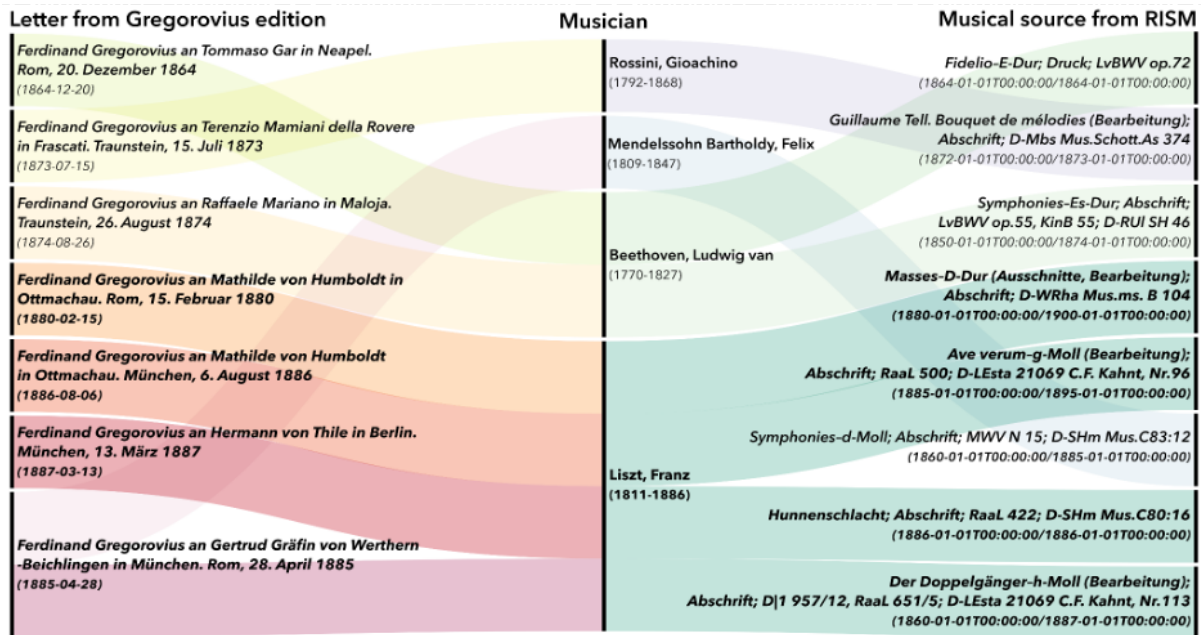 Letter from Gregorovius edition
Ferdinand Gregorovius an Tommaso Gar in Neapel.
Rom, 20. Dezember 1864
(1864-12-20)
Ferdinand Gregorovius an Terenzio Mamiani della Rovere
in Frascati. Traunstein, 15. Juli 1873
(1873-07-15)
Ferdinand Gregorovius an Raffaele Mariano in Maloja.
Traunstein, 26. August 1874
(1874-08-26)
Ferdinand Gregorovius an Mathilde von Humboldt in
Ottmachau. Rom, 15. Februar 1880
(1880-02-15)
Ferdinand Gregorovius an Mathilde von Humboldt
in Ottmachau. München, 6. August 1886
(1886-08-06)
Ferdinand Gregorovius an Hermann von Thile in Berlin.
München, 13. März 1887
(1887-03-13)
Ferdinand Gregorovius an Gertrud Gräfin von Werthern
-Beichlingen in München. Rom, 28. April 1885
(1885-04-28)
Musician
Rossini, Gioachino
(1792-1868)
Mendelssohn Bartholdy, Felix
(1809-1847)
Beethoven, Ludwig van
(1770-1827)
Liszt, Franz
(1811-1886)
Musical source from RISM
Fidelio–E-Dur; Druck; LvBWV op.72
(1864-01-01T00:00:00/1864-01-01T00:00:00)
Guillaume Tell. Bouquet de mélodies (Bearbeitung);
Abschrift; D-Mbs Mus.Schott.As 374
(1872-01-01T00:00:00/1873-01-01T00:00:00)
Symphonies–Es-Dur; Abschrift;
LvBWV op.55, KinB 55; D-RUl SH 46
(1850-01-01T00:00:00/1874-01-01T00:00:00)
Masses–D-Dur (Ausschnitte, Bearbeitung);
Abschrift; D-WRha Mus.ms. B 104
(1880-01-01T00:00:00/1900-01-01T00:00:00)
Ave verum–g-Moll (Bearbeitung);
Abschrift; RaaL 500; D-LEsta 21069 C.F. Kahnt, Nr.96
(1885-01-01T00:00:00/1895-01-01T00:00:00)
Symphonies–d-Moll; Abschrift; MWV N 15; D-SHm Mus.C83:12
(1860-01-01T00:00:00/1885-01-01T00:00:00)
Hunnenschlacht; Abschrift; RaaL 422; D-SHm Mus.C80:16
(1886-01-01T00:00:00/1886-01-01T00:00:00)
Der Doppelgänger–h-Moll (Bearbeitung);
Abschrift; D|1 957/12, RaaL 651/5; D-LEsta 21069 C.F. Kahnt, Nr.113
(1860-01-01T00:00:00/1887-01-01T00:00:00)